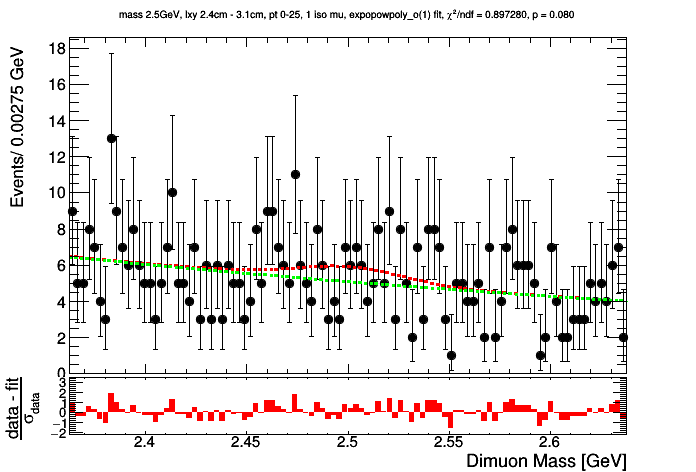 mass 2.5GeV, lxy 2.4cm - 3.1cm, pt 0-25, 1 iso mu, expopowpoly_o(1) fit, χ²/ndf = 0.897280, p = 0.080
Events/ 0.00275 GeV
18
16
14
12
10
8
6
4
2
0
data - fit
σdata
3
2
1
0
−1
−2
2.4 2.45 2.5 2.55 2.6
Dimuon Mass [GeV]